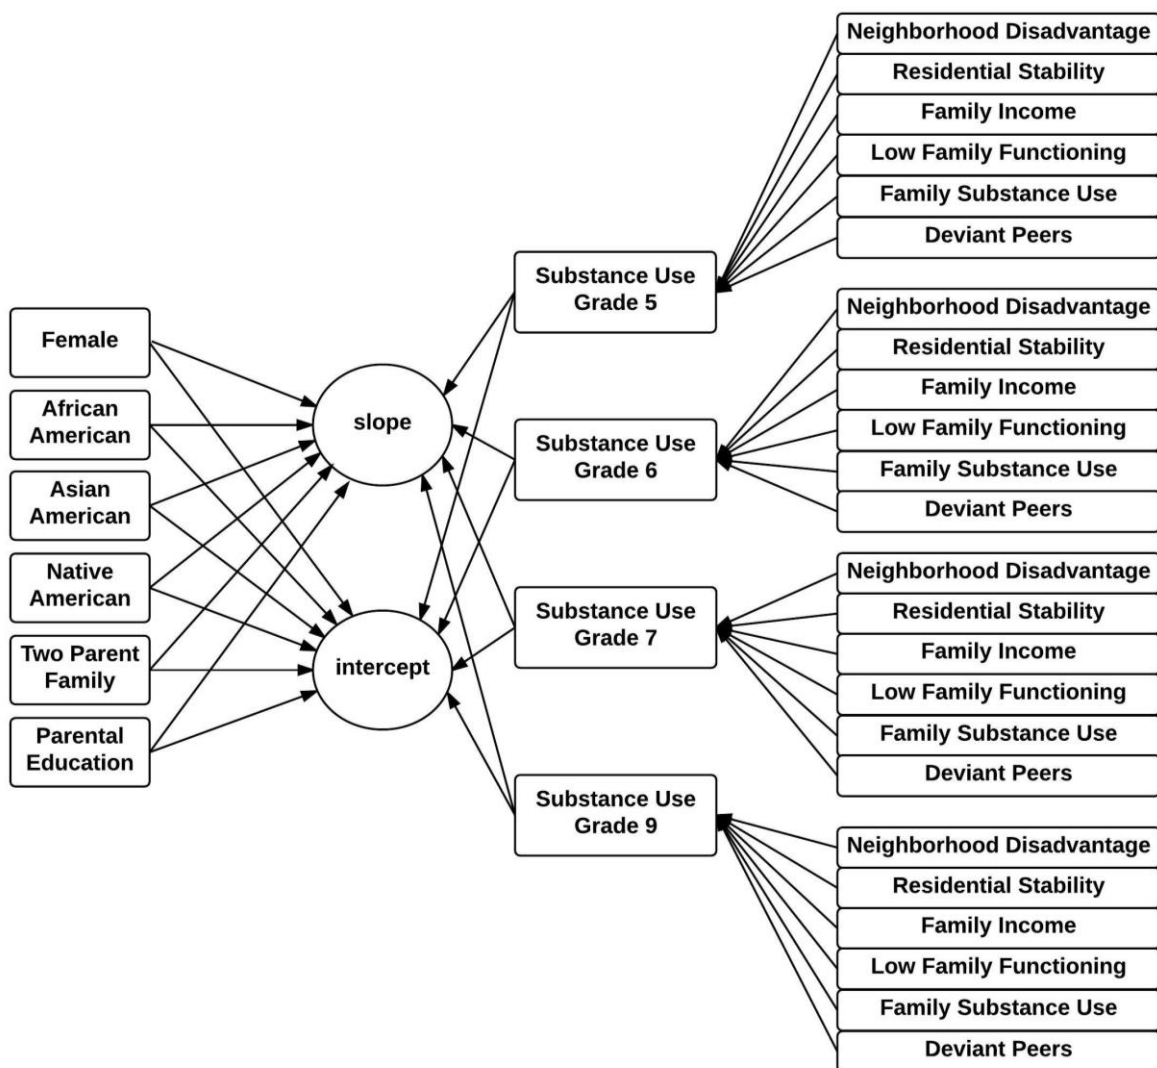 Female
African
American
Asian
American
Native
American
Two Parent
Family
Parental
Education
slope
intercept
Substance Use
Grade 5
Substance Use
Grade 6
Substance Use
Grade 7
Substance Use
Grade 9
Neighborhood Disadvantage
Residential Stability
Family Income
Low Family Functioning
Family Substance Use
Deviant Peers
Neighborhood Disadvantage
Residential Stability
Family Income
Low Family Functioning
Family Substance Use
Deviant Peers
Neighborhood Disadvantage
Residential Stability
Family Income
Low Family Functioning
Family Substance Use
Deviant Peers
Neighborhood Disadvantage
Residential Stability
Family Income
Low Family Functioning
Family Substance Use
Deviant Peers